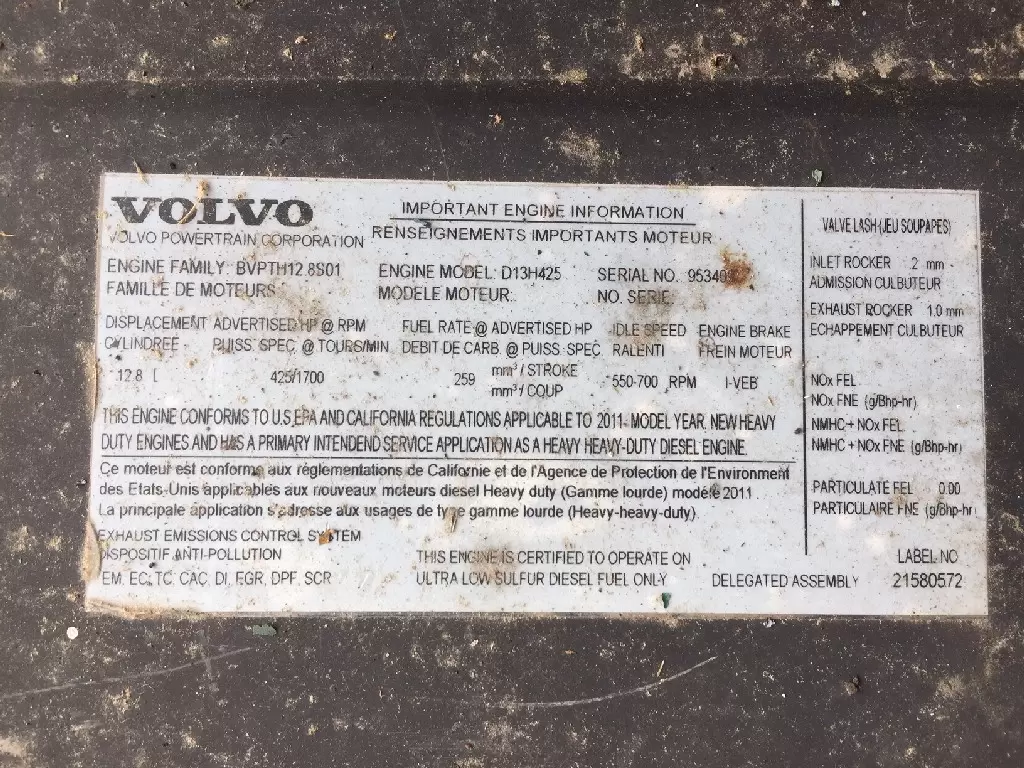 VOLVO
VOLVO POWERTRAIN CORPORATION
IMPORTANT ENGINE INFORMATION
RENSEIGNEMENTS IMPORTANTS MOTEUR
ENGINE FAMILY: BVPTH12.8S01
FAMILLE DE MOTEURS
ENGINE MODEL: D13H425
MODELE MOTEUR:
SERIAL NO.
NO. SERIE:
DISPLACEMENT
CYLINDREE
12.8 L
ADVERTISED HP @ RPM
PUISS. SPEC. @ TOURS/MIN.
425/1700
FUEL RATE @ ADVERTISED HP
DEBIT DE CARB. @ PUISS. SPEC.
259 mm³ / STROKE
mm³ / COUP
IDLE SPEED
RALENTI
550-700 RPM
ENGINE BRAKE
FREIN MOTEUR
I-VEB
THIS ENGINE CONFORMS TO U.S EPA AND CALIFORNIA REGULATIONS APPLICABLE TO 2011- MODEL YEAR, NEW HEAVY
DUTY ENGINES AND HAS A PRIMARY INTENDEND SERVICE APPLICATION AS A HEAVY HEAVY-DUTY DIESEL ENGINE.
Ce moteur est conforme aux réglementations de Californie et de l'Agence de Protection de l'Environment
des Etats-Unis applicables aux nouveaux moteurs diesel Heavy duty (Gamme lourde) modéle 2011.
La principale application s'adresse aux usages de type gamme lourde (Heavy-heavy-duty).
EXHAUST EMISSIONS CONTROL SYSTEM
DISPOSITIF ANTI-POLLUTION
EM, EC, TC, CAC, DI, EGR, DPF, SCR
THIS ENGINE IS CERTIFIED TO OPERATE ON
ULTRA LOW SULFUR DIESEL FUEL ONLY
DELEGATED ASSEMBLY
VALVE LASH (JEU SOUPAPES)
INLET ROCKER .2 mm
ADMISSION CULBUTEUR
EXHAUST ROCKER 1.0 mm
ECHAPPEMENT CULBUTEUR
NOx FEL
NOx FNE (g/Bhp-hr)
NMHC + NOx FEL
NMHC + NOx FNE (g/Bhp-hr)
PARTICULATE FEL 0.00
PARTICULAIRE FNE (g/Bhp-hr)
LABEL NO
21580572